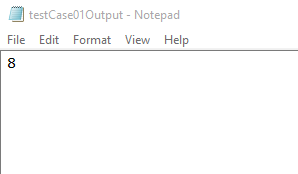 testCase01Output - Notepad
File Edit Format View Help
8